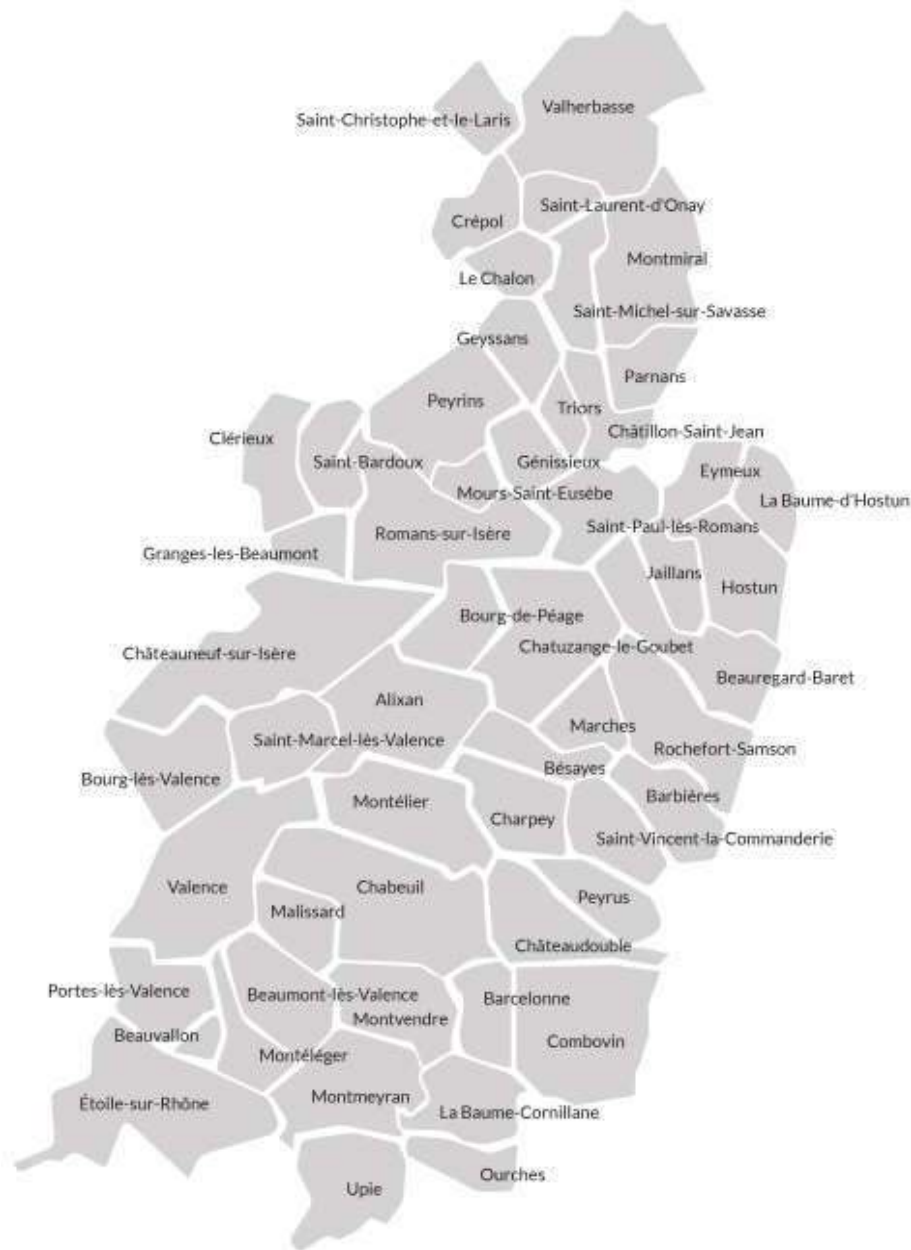 Valherbasse
Saint-Christophe-et-le-Laris
Saint-Laurent-d'Onay
Crépol
Montmiral
Le Chalon
Saint-Michel-sur-Savasse
Geyssans
Parnans
Peyrins
Triors
Châtillon-Saint-Jean
Clérieux
Saint-Bardoux
Génissieux
Eymeux
Mours-Saint-Eusèbe
La Baume-d'Hostun
Saint-Paul-lès-Romans
Romans-sur-Isère
Granges-les-Beaumont
Jaillans
Hostun
Bourg-de-Péage
Chatuzange-le-Goubet
Châteauneuf-sur-Isère
Beauregard-Baret
Alixan
Marches
Saint-Marcel-lès-Valence
Rochefort-Samson
Bésayes
Bourg-lès-Valence
Barbières
Montélier
Charpey
Saint-Vincent-la-Commanderie
Valence
Chabeuil
Peyrus
Malissard
Châteaudouble
Portes-lès-Valence
Beaumont-lès-Valence
Barcelonne
Montvendre
Beauvallon
Combovin
Montéléger
Montmeyran
Étoile-sur-Rhône
La Baume-Cornillane
Ourches
Upie